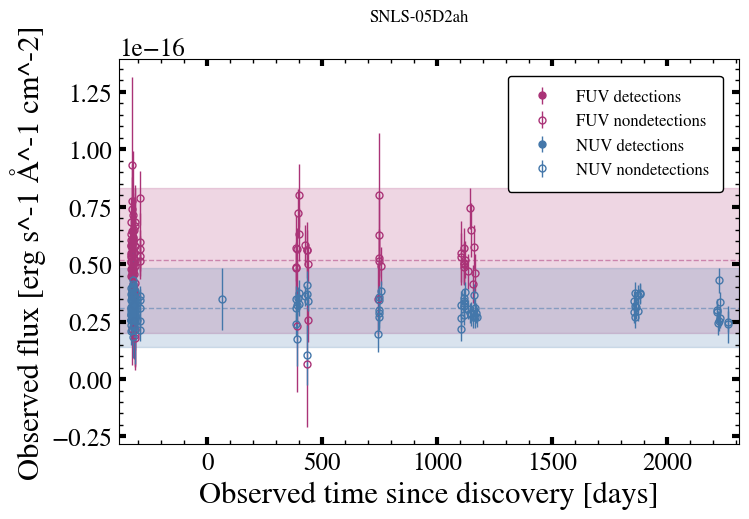 SNLS-05D2ah
1e−16
1.25
1.00
0.75
0.50
0.25
0.00
−0.25
Observed flux [erg s^-1 Å^-1 cm^-2]
FUV detections
FUV nondetections
NUV detections
NUV nondetections
0 500 1000 1500 2000
Observed time since discovery [days]